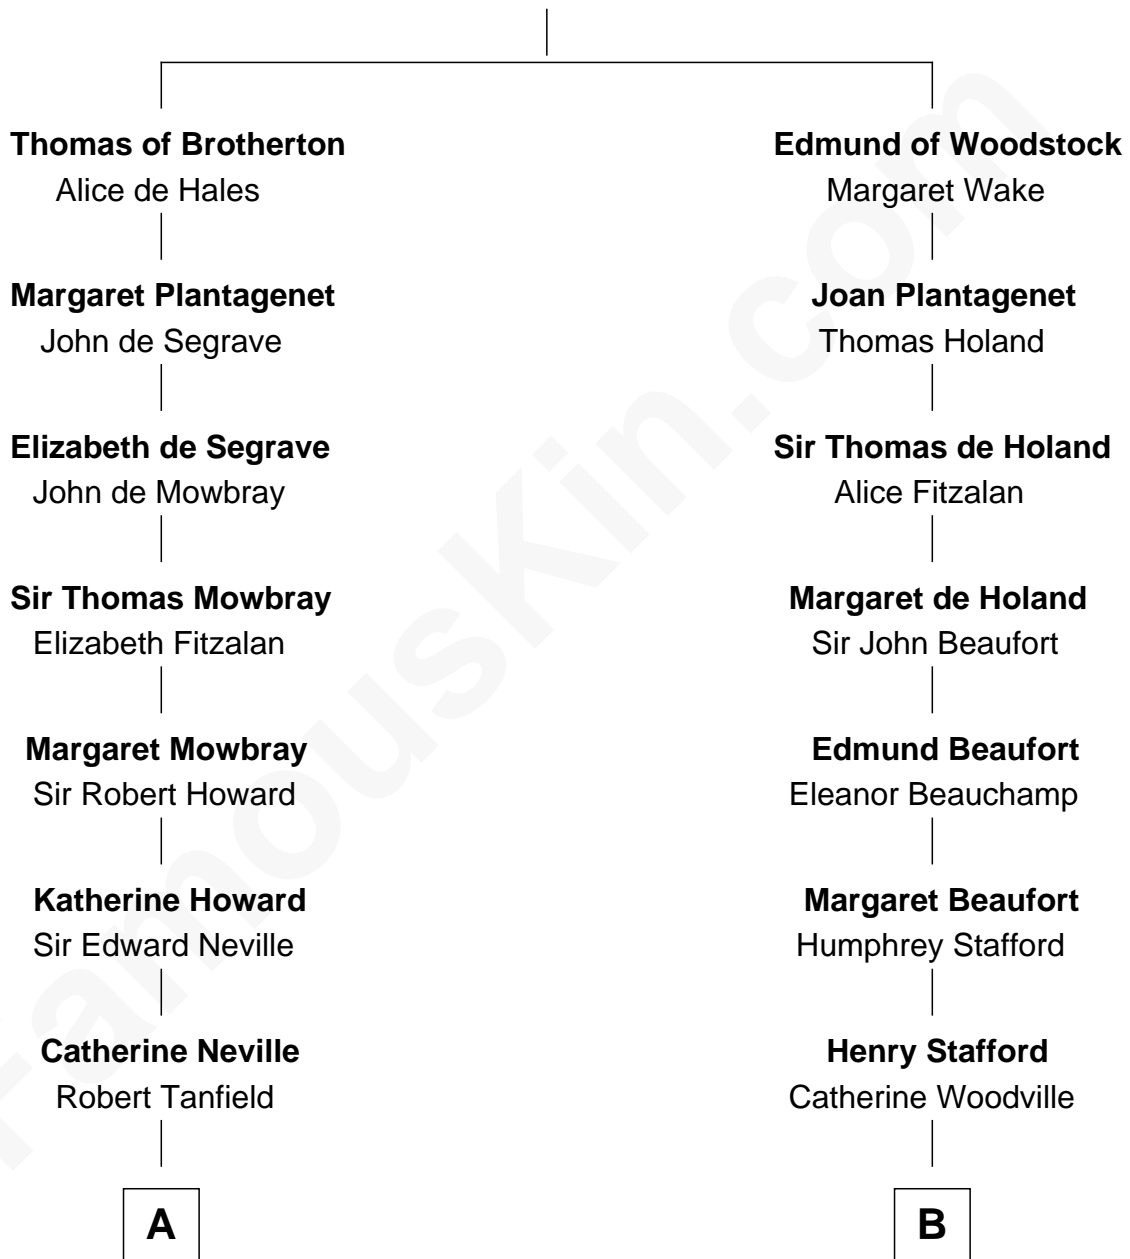 Thomas of Brotherton
Alice de Hales
Margaret Plantagenet
John de Segrave
Elizabeth de Segrave
John de Mowbray
Sir Thomas Mowbray
Elizabeth Fitzalan
Margaret Mowbray
Sir Robert Howard
Katherine Howard
Sir Edward Neville
Catherine Neville
Robert Tanfield
A
Edmund of Woodstock
Margaret Wake
Joan Plantagenet
Thomas Holand
Sir Thomas de Holand
Alice Fitzalan
Margaret de Holand
Sir John Beaufort
Edmund Beaufort
Eleanor Beauchamp
Margaret Beaufort
Humphrey Stafford
Henry Stafford
Catherine Woodville
B
FamousKin.com